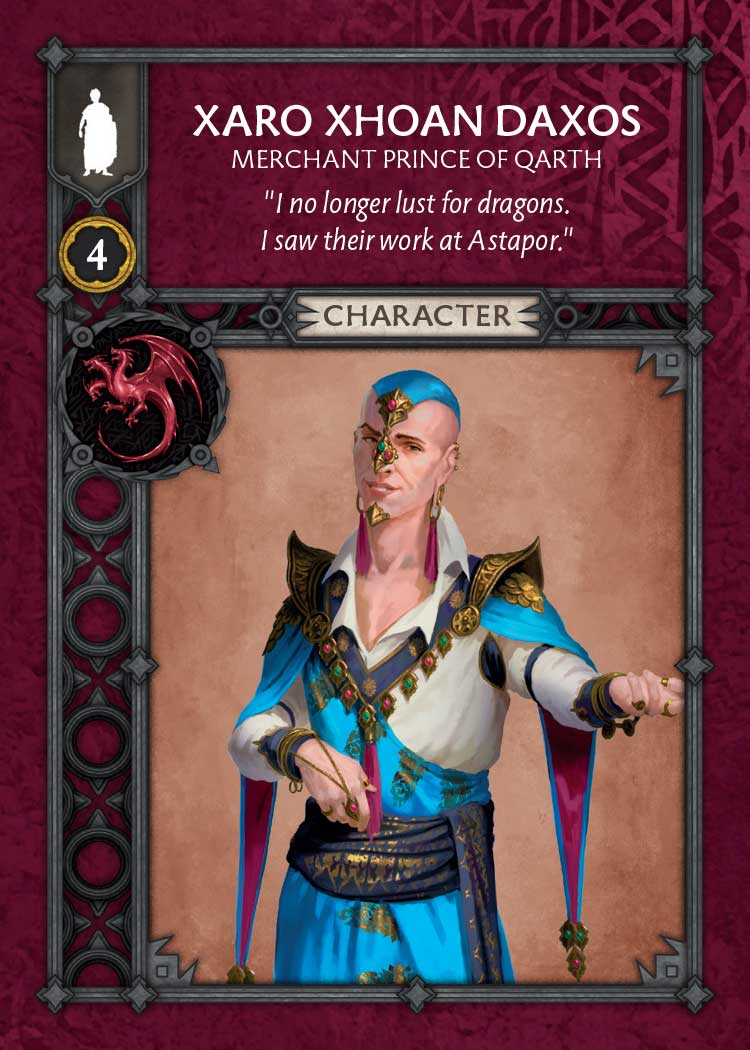 XARO XHOAN DAXOS
MERCHANT PRINCE OF QARTH
"I no longer lust for dragons.
I saw their work at Astapor."
4
CHARACTER